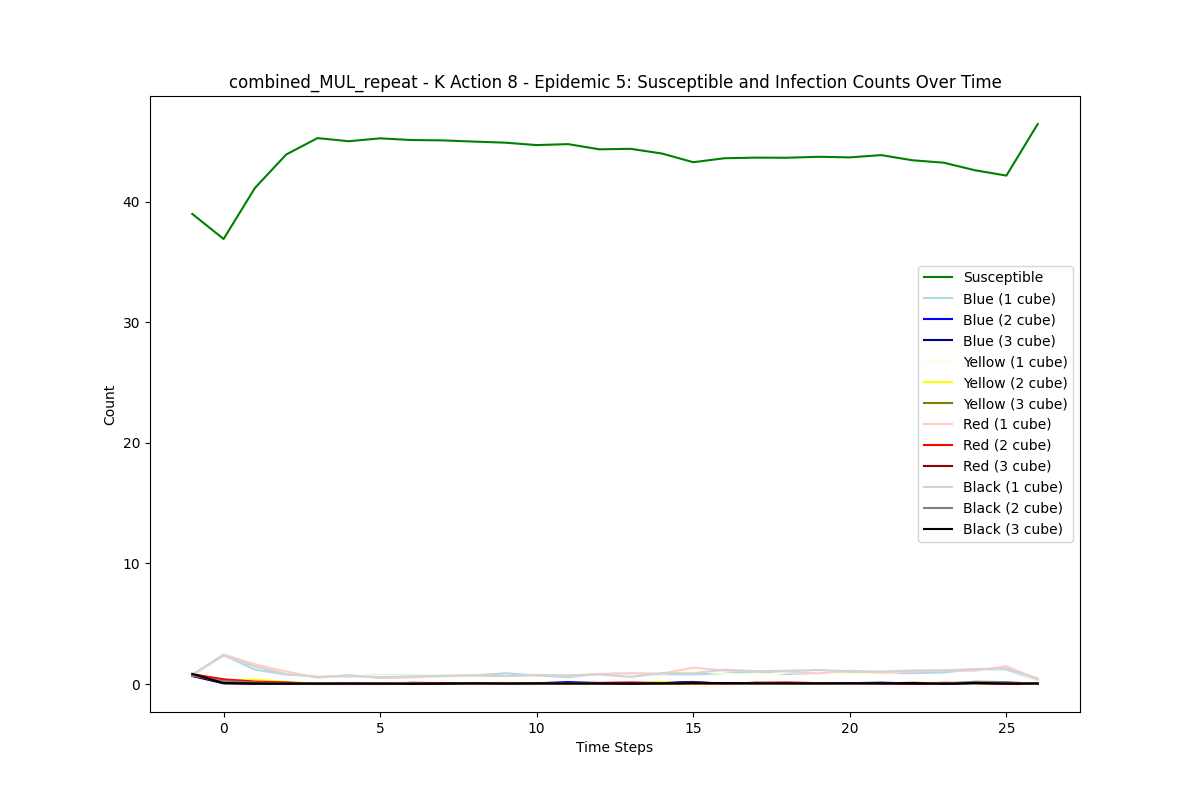 combined_MUL_repeat - K Action 8 - Epidemic 5: Susceptible and Infection Counts Over Time
Count
40
30
20
10
0
Susceptible
Blue (1 cube)
Blue (2 cube)
Blue (3 cube)
Yellow (1 cube)
Yellow (2 cube)
Yellow (3 cube)
Red (1 cube)
Red (2 cube)
Red (3 cube)
Black (1 cube)
Black (2 cube)
Black (3 cube)
0 5 10 15 20 25
Time Steps